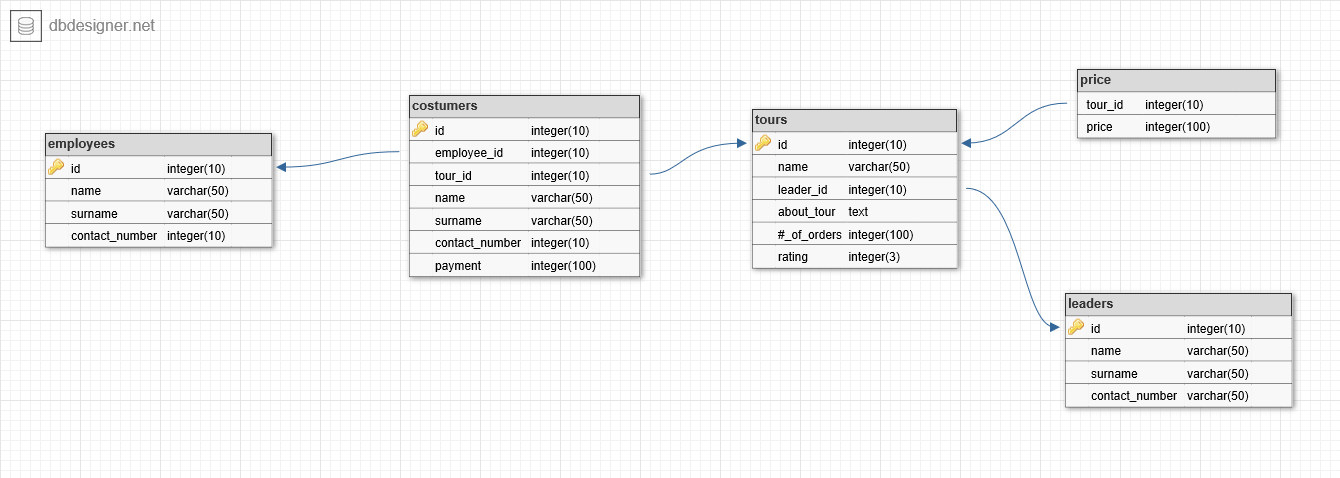 dbdesigner.net
employees
id integer(10)
name varchar(50)
surname varchar(50)
contact_number integer(10)
costumers
id integer(10)
employee_id integer(10)
tour_id integer(10)
name varchar(50)
surname varchar(50)
contact_number integer(10)
payment integer(100)
tours
id integer(10)
name varchar(50)
leader_id integer(10)
about_tour text
#_of_orders integer(100)
rating integer(3)
price
tour_id integer(10)
price integer(100)
leaders
id integer(10)
name varchar(50)
surname varchar(50)
contact_number varchar(50)